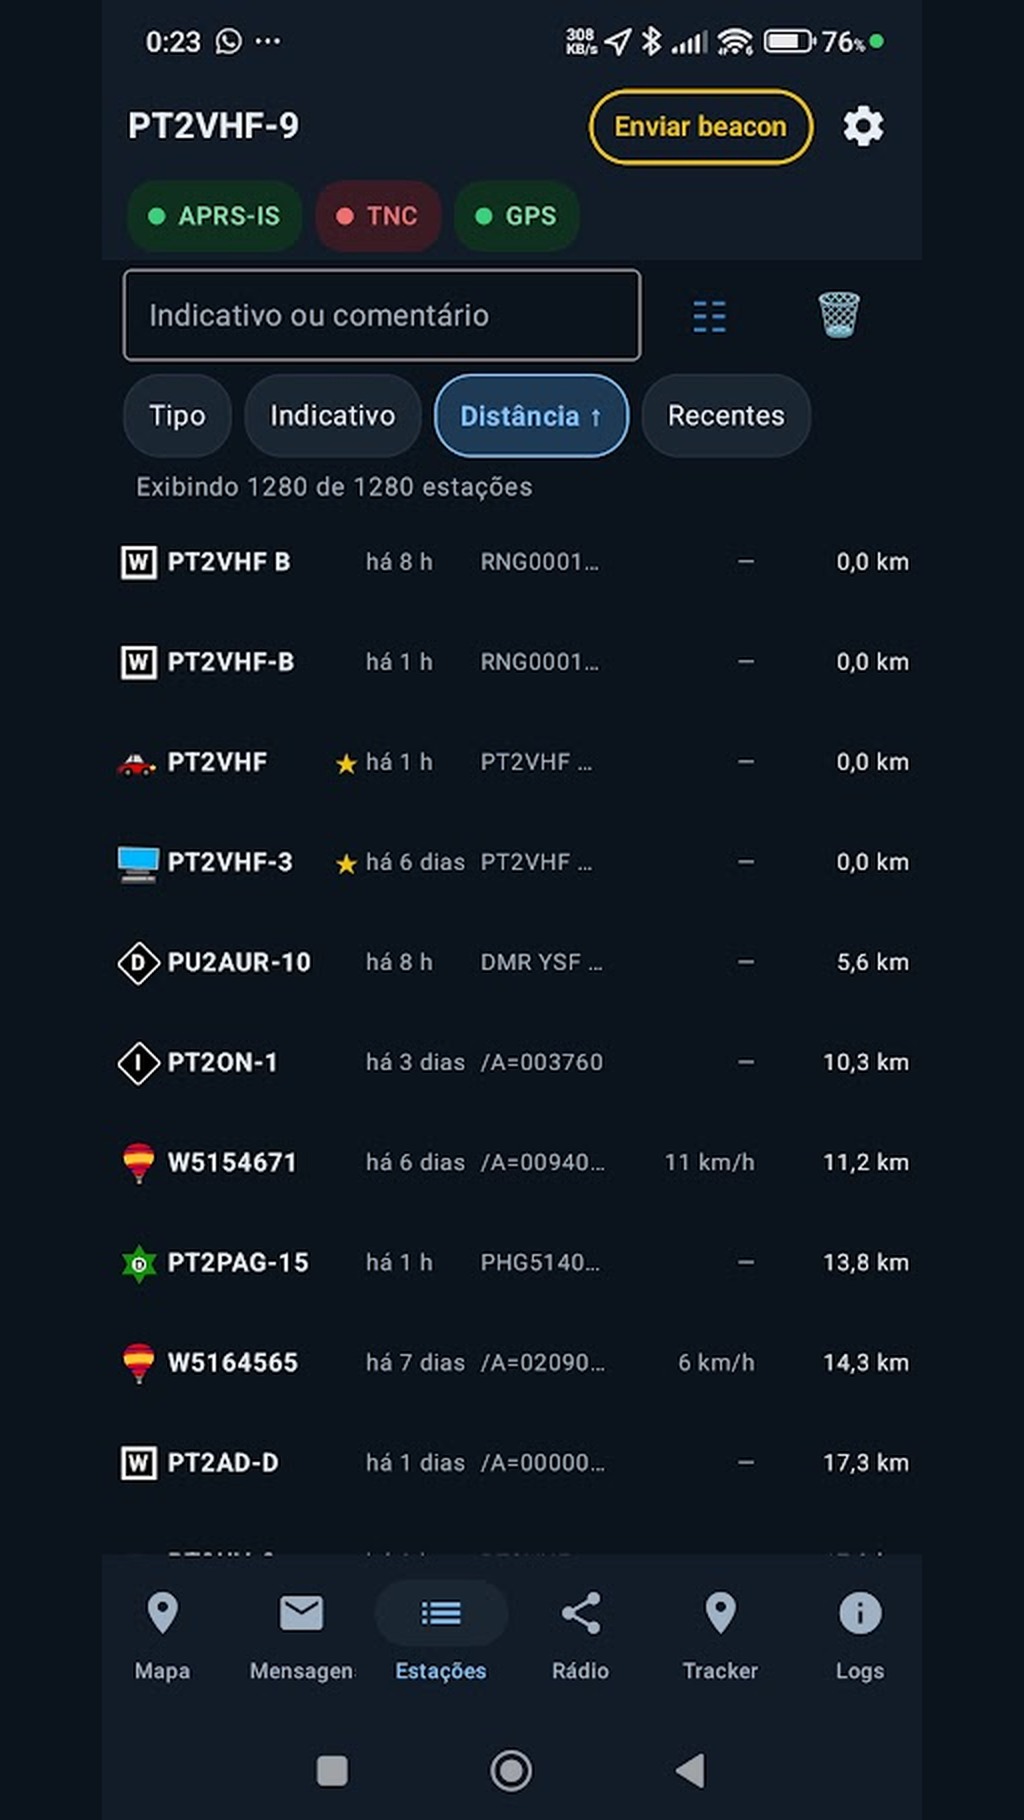 0:23 ... 308 KB/s 76%
PT2VHF-9 Enviar beacon
APRS-IS TNC GPS
Indicativo ou comentário
Tipo Indicativo Distância ↑ Recentes
Exibindo 1280 de 1280 estações
W PT2VHF B há 8 h RNG0001… – 0,0 km
W PT2VHF-B há 1 h RNG0001… – 0,0 km
PT2VHF ★ há 1 h PT2VHF … – 0,0 km
PT2VHF-3 ★ há 6 dias PT2VHF … – 0,0 km
D PU2AUR-10 há 8 h DMR YSF … – 5,6 km
I PT2ON-1 há 3 dias /A=003760 – 10,3 km
W5154671 há 6 dias /A=00940… 11 km/h 11,2 km
D PT2PAG-15 há 1 h PHG5140… – 13,8 km
W5164565 há 7 dias /A=02090… 6 km/h 14,3 km
W PT2AD-D há 1 dias /A=00000… – 17,3 km
Mapa Mensagen Estações Rádio Tracker Logs